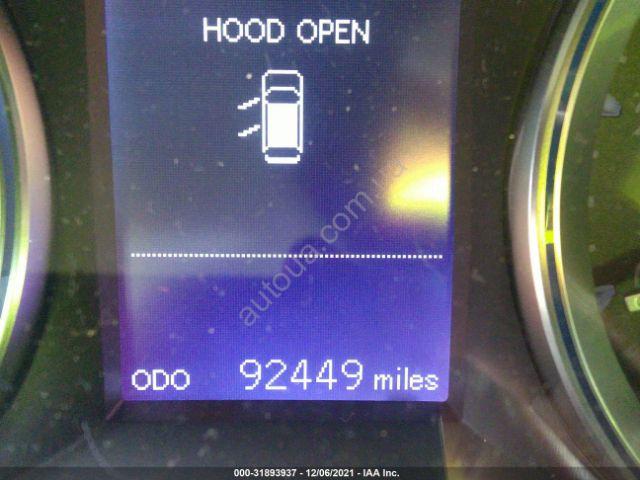 HOOD OPEN
autoua.com.ua
ODO 92449 miles
000-31893937 - 12/06/2021 - IAA Inc.